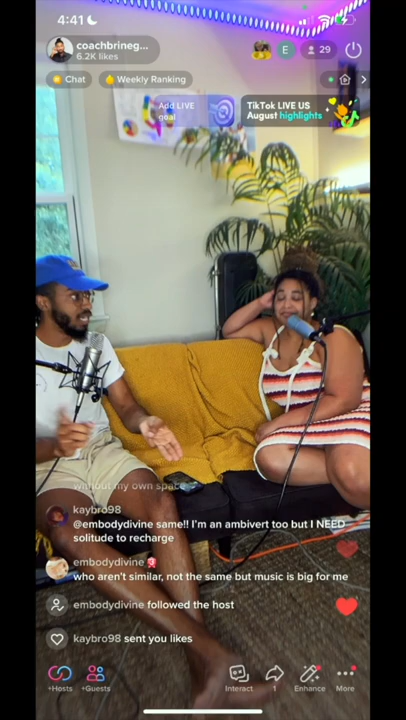 4:41
coachbrineg...
6.2K likes
E
29
Chat
Weekly Ranking
Add LIVE
goal
TikTok LIVE US
August highlights
without my own space
kaybro98
@embodydivine same!! I'm an ambivert too but I NEED
solitude to recharge
embodydivine
who aren't similar, not the same but music is big for me
embodydivine followed the host
kaybro98 sent you likes
+Hosts
+Guests
Interact
1
Enhance
More